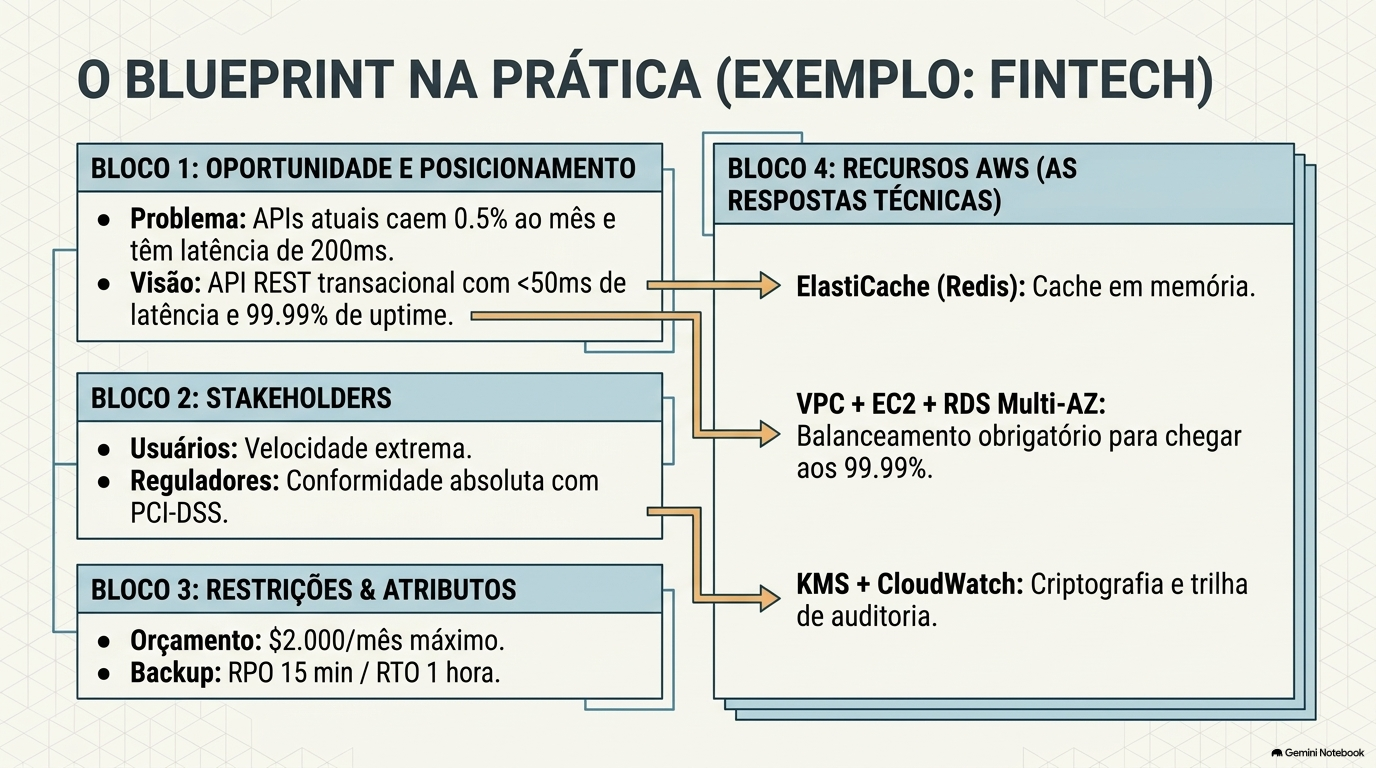 O BLUEPRINT NA PRÁTICA (EXEMPLO: FINTECH)
BLOCO 1: OPORTUNIDADE E POSICIONAMENTO
● Problema: APIs atuais caem 0.5% ao mês e
têm latência de 200ms.
● Visão: API REST transacional com <50ms de
latência e 99.99% de uptime.
BLOCO 2: STAKEHOLDERS
● Usuários: Velocidade extrema.
● Reguladores: Conformidade absoluta com
PCI-DSS.
BLOCO 3: RESTRIÇÕES & ATRIBUTOS
● Orçamento: $2.000/mês máximo.
● Backup: RPO 15 min / RTO 1 hora.
BLOCO 4: RECURSOS AWS (AS
RESPOSTAS TÉCNICAS)
ElastiCache (Redis): Cache em memória.
VPC + EC2 + RDS Multi-AZ:
Balanceamento obrigatório para chegar
aos 99.99%.
KMS + CloudWatch: Criptografia e trilha
de auditoria.
Gemini Notebook